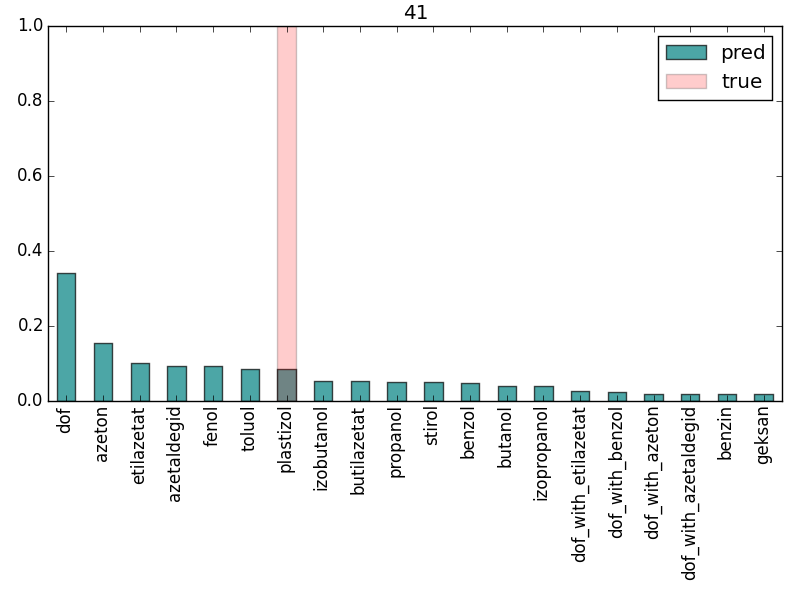 41
1.0
0.8
0.6
0.4
0.2
0.0
pred
true
dof
azeton
etilazetat
azetaldegid
fenol
toluol
plastizol
izobutanol
butilazetat
propanol
stirol
benzol
butanol
izopropanol
dof_with_etilazetat
dof_with_benzol
dof_with_azeton
dof_with_azetaldegid
benzin
geksan